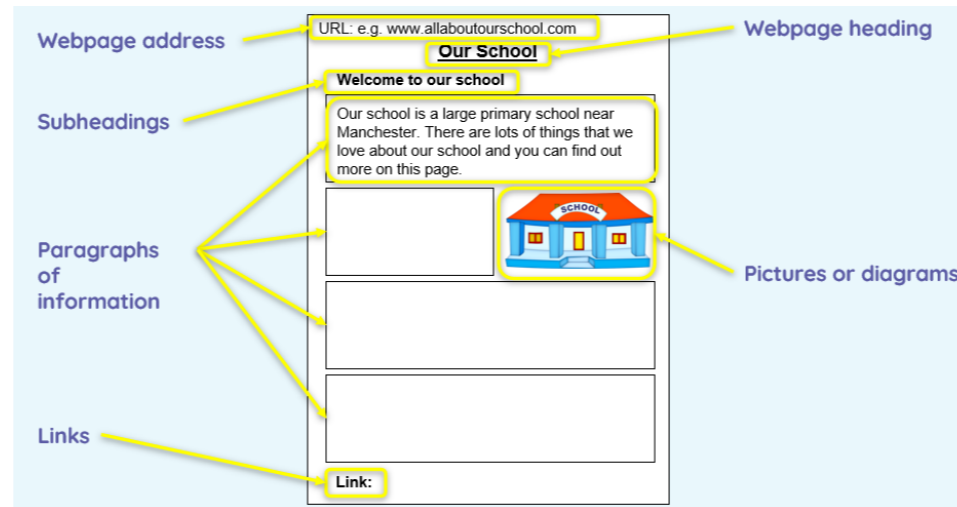 Webpage address
URL: e.g. www.allaboutourschool.com
Webpage heading
Our School
Welcome to our school
Subheadings
Our school is a large primary school near
Manchester. There are lots of things that we
love about our school and you can find out
more on this page.
SCHOOL
Paragraphs
of
information
Pictures or diagrams
Links
Link: